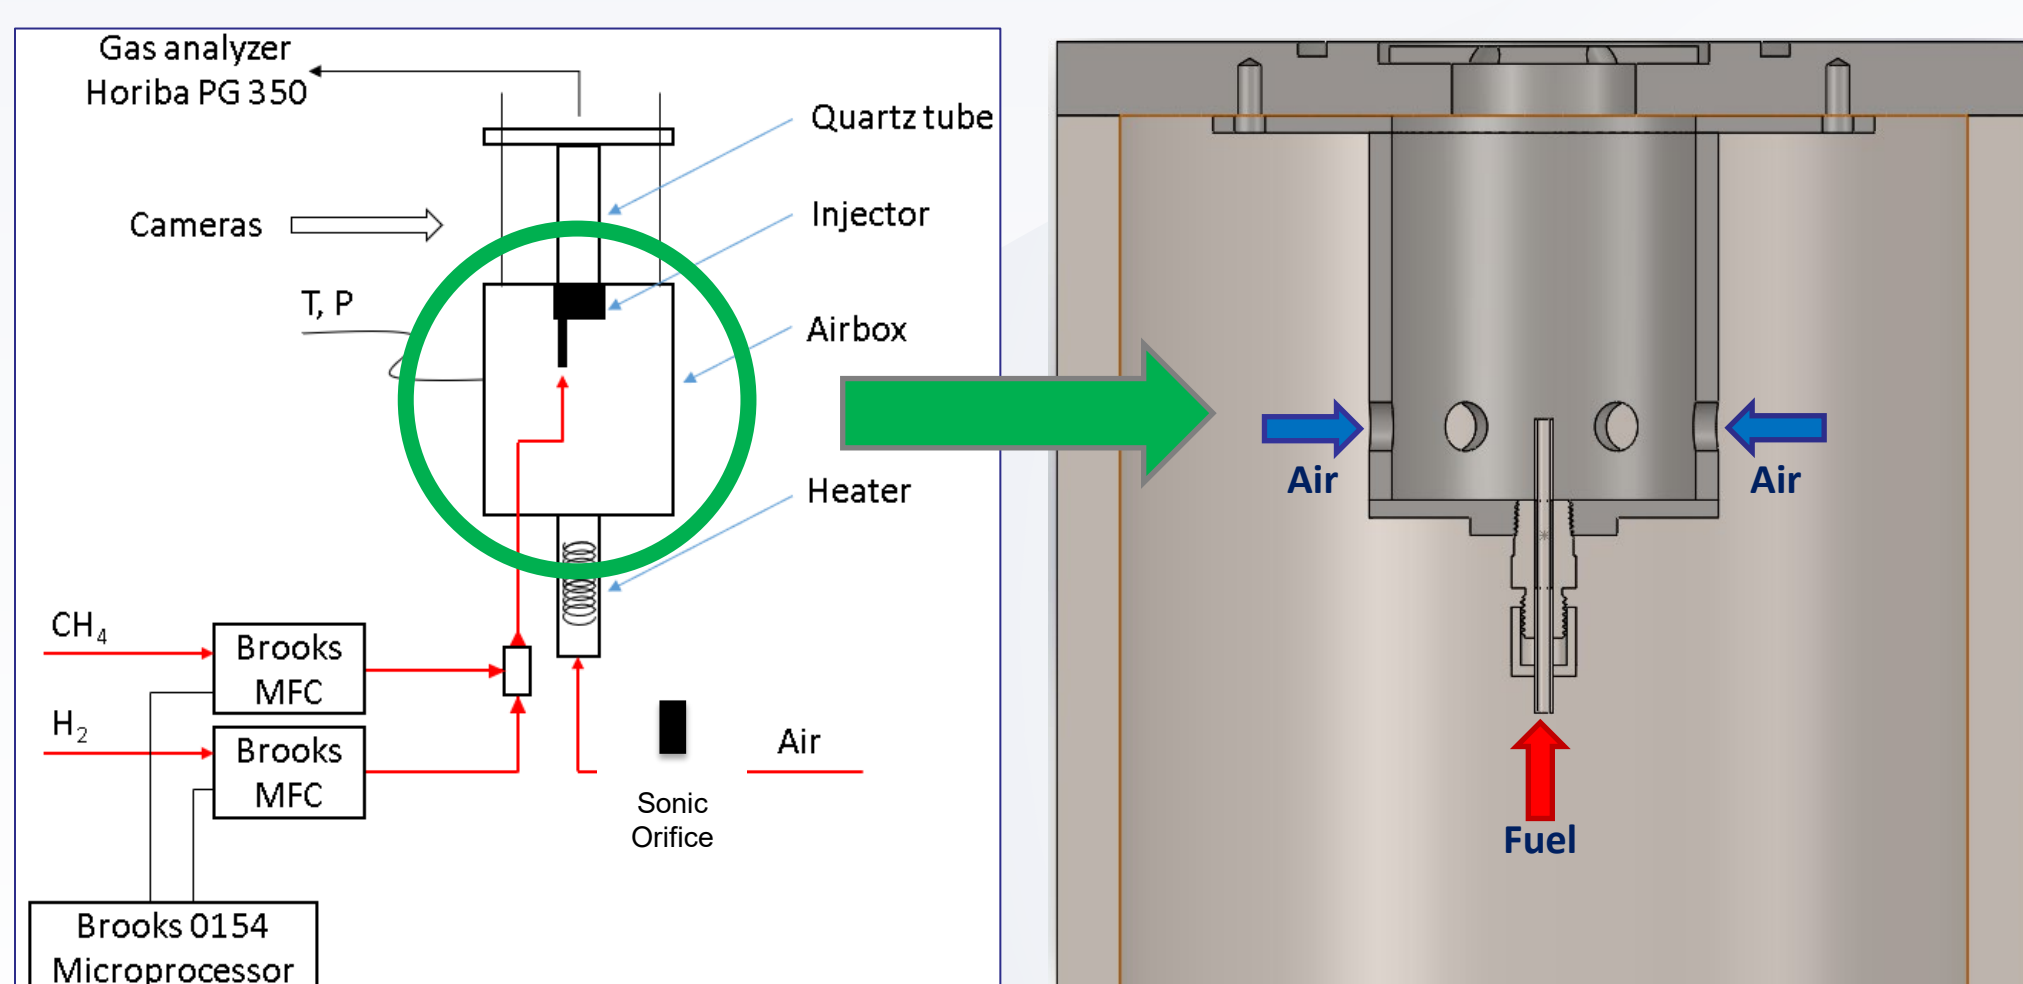 Gas analyzer
Horiba PG 350
Quartz tube
Injector
Cameras
T, P
Airbox
Heater
CH4
Brooks
MFC
H2
Brooks
MFC
Air
Sonic
Orifice
Brooks 0154
Microprocessor
Air
Air
Fuel